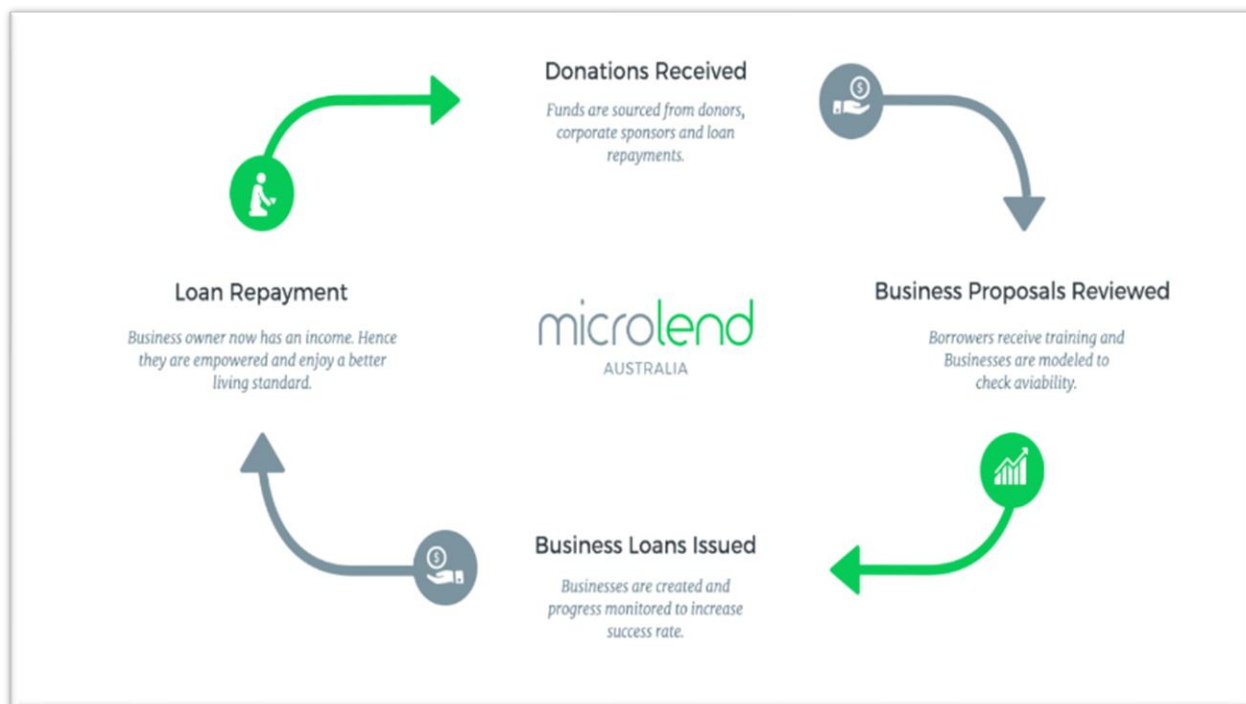 Donations Received
Funds are sourced from donors,
corporate sponsors and loan
repayments.
Business Proposals Reviewed
Borrowers receive training and
Businesses are modeled to
check aviability.
Business Loans Issued
Businesses are created and
progress monitored to increase
success rate.
Loan Repayment
Business owner now has an income. Hence
they are empowered and enjoy a better
living standard.
microlend
AUSTRALIA